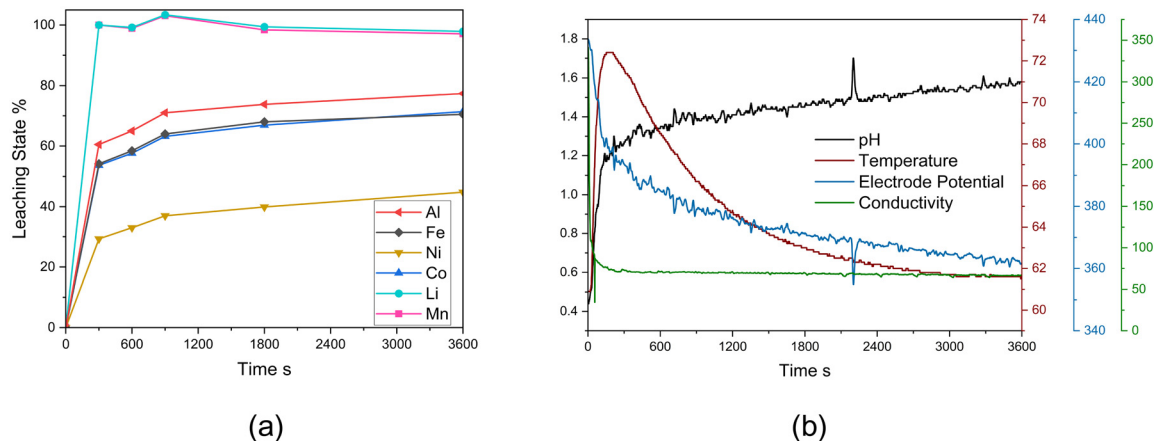 100
80
60
40
20
0
Leaching State %
Al
Fe
Ni
Co
Li
Mn
0 600 1200 1800 2400 3000 3600
Time s
(a)
1.8
1.6
1.4
1.2
1.0
0.8
0.6
0.4
pH
Temperature
Electrode Potential
Conductivity
74
72
70
68
66
64
62
60
440
420
400
380
360
340
350
300
250
200
150
100
50
0
0 600 1200 1800 2400 3000 3600
Time s
(b)